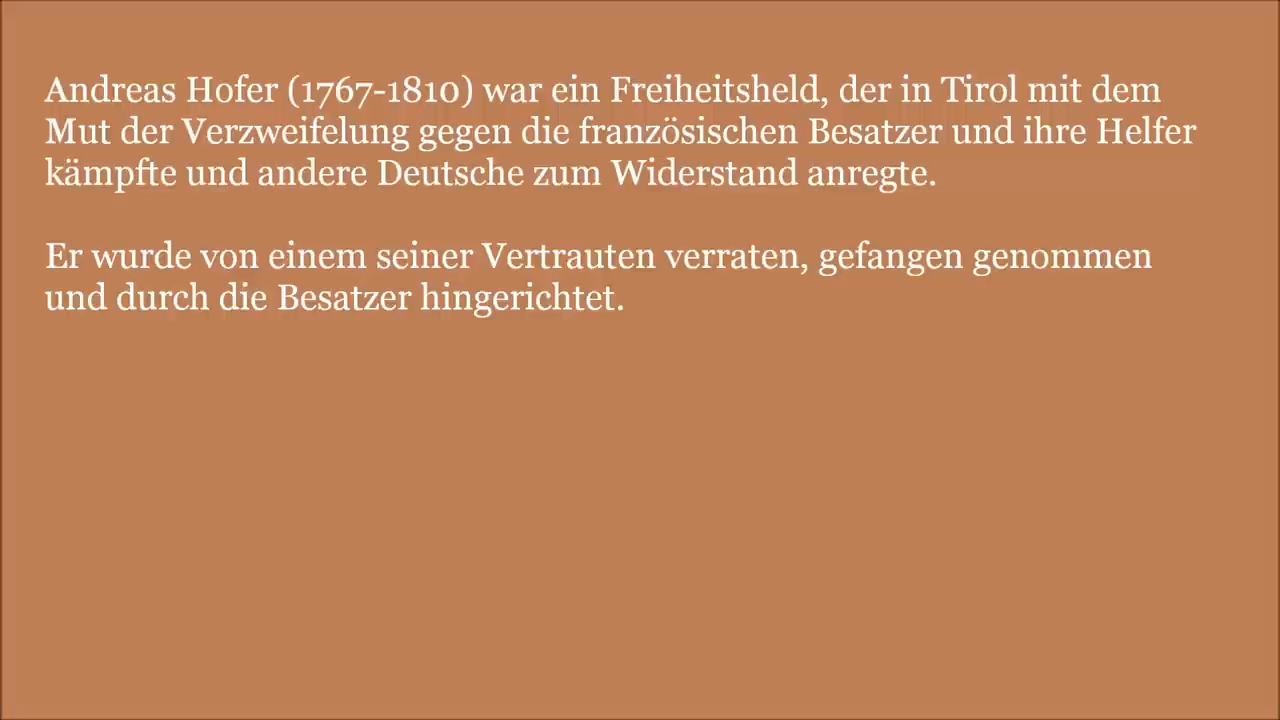 Andreas Hofer (1767-1810) war ein Freiheitsheld, der in Tirol mit dem
Mut der Verzweifelung gegen die französischen Besatzer und ihre Helfer
kämpfte und andere Deutsche zum Widerstand anregte.
Er wurde von einem seiner Vertrauten verraten, gefangen genommen
und durch die Besatzer hingerichtet.